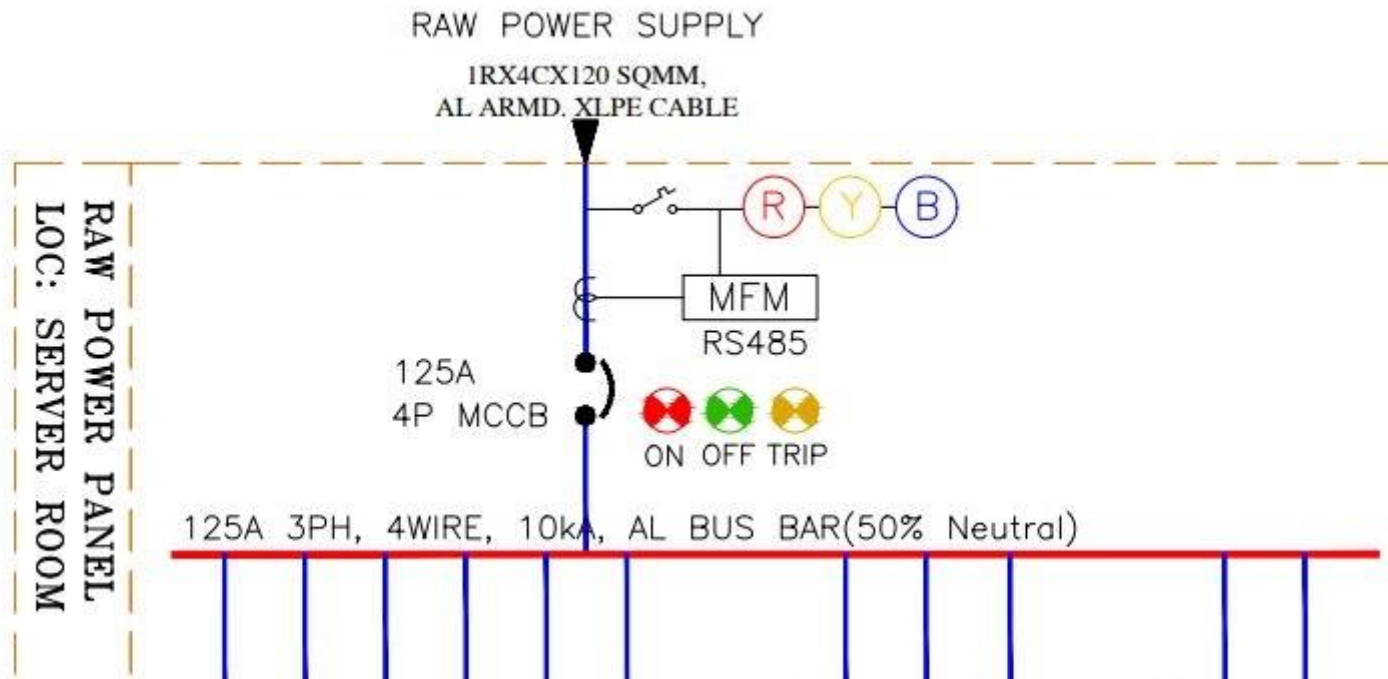 RAW POWER SUPPLY
1RX4CX120 SQMM,
AL ARMD. XLPE CABLE
R Y B
MFM
RS485
125A
4P MCCB
ON OFF TRIP
125A 3PH, 4WIRE, 10kA, AL BUS BAR(50% Neutral)
RAW POWER PANEL
LOC: SERVER ROOM